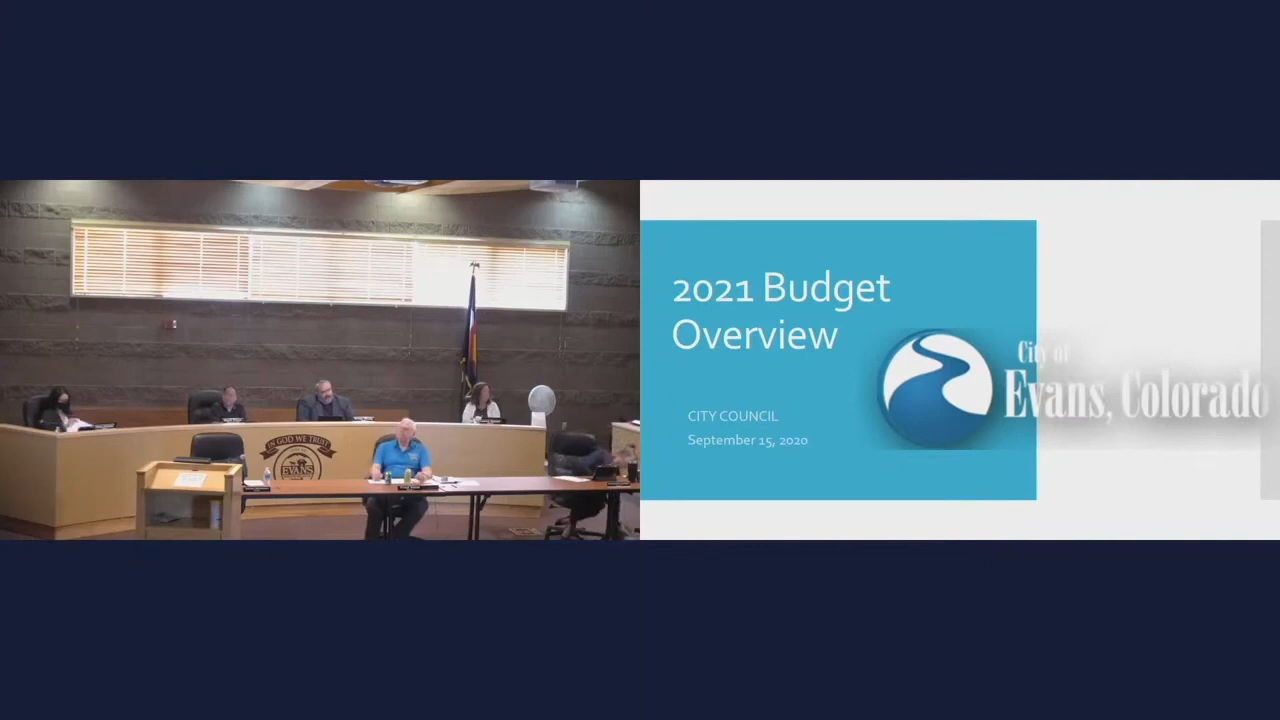 IN GOD WE TRUST
EVANS
2021 Budget
Overview
CITY COUNCIL
September 15, 2020
City of
Evans, Colorado